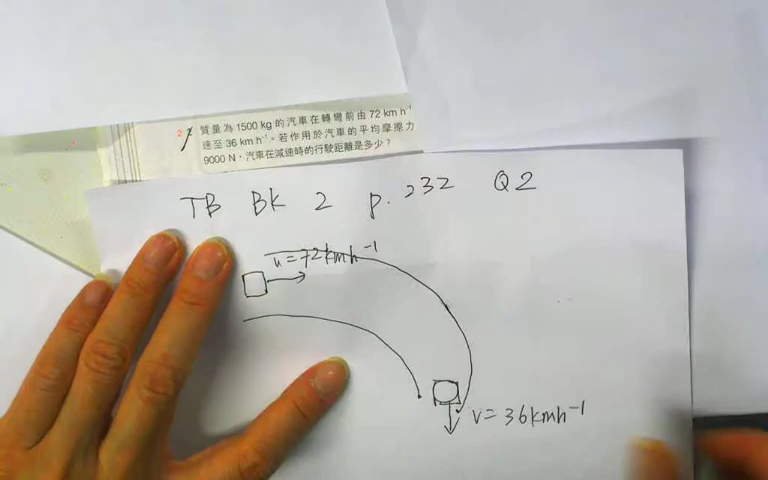 2 質量為 1500 kg 的汽車在轉彎前由 72 km h⁻¹
速至 36 km h⁻¹。若作用於汽車的平均摩擦力
9000 N，汽車在減速時的行駛距離是多少？
TB BK 2 p. 232 Q2
u = 72 kmh⁻¹
v = 36 kmh⁻¹